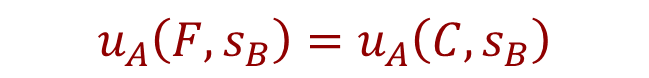 u_A(F, s_B) = u_A(C, s_B)